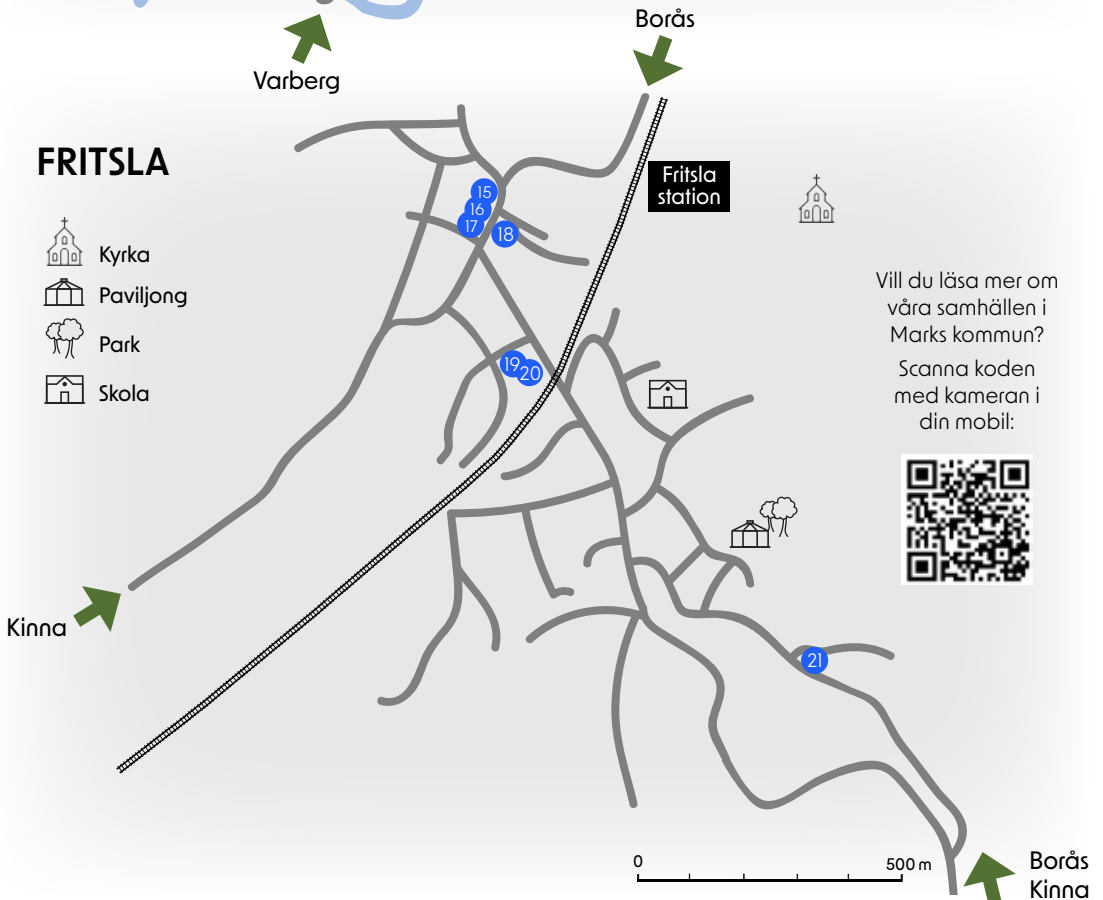 Borås
Varberg
FRITSLA
Fritsla
station
15
16
17
18
Kyrka
Paviljong
Park
Skola
Vill du läsa mer om
våra samhällen i
Marks kommun?
Scanna koden
med kameran i
din mobil:
19
20
Kinna
21
0
500 m
Borås
Kinna